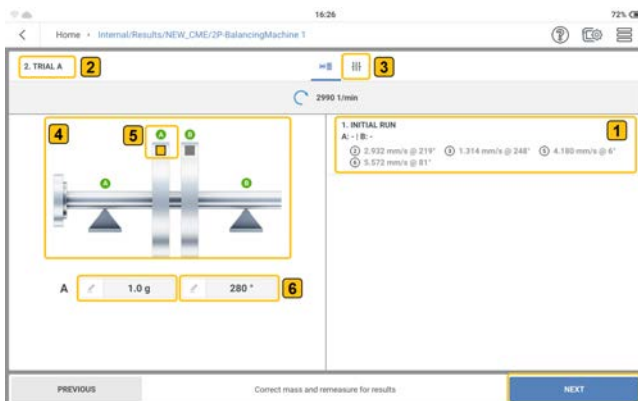 16:26
72%
Home › Internal/Results/NEW_CME/2P-BalancingMachine 1
2. TRIAL A
2
3
2990 1/min
4
5
A
B
1. INITIAL RUN
A: - | B: -
1
2 2.932 mm/s @ 219° 3 1.314 mm/s @ 248° 5 4.180 mm/s @ 6°
6 5.572 mm/s @ 81°
A
B
A
1.0 g
280 °
6
PREVIOUS
Correct mass and remeasure for results
NEXT